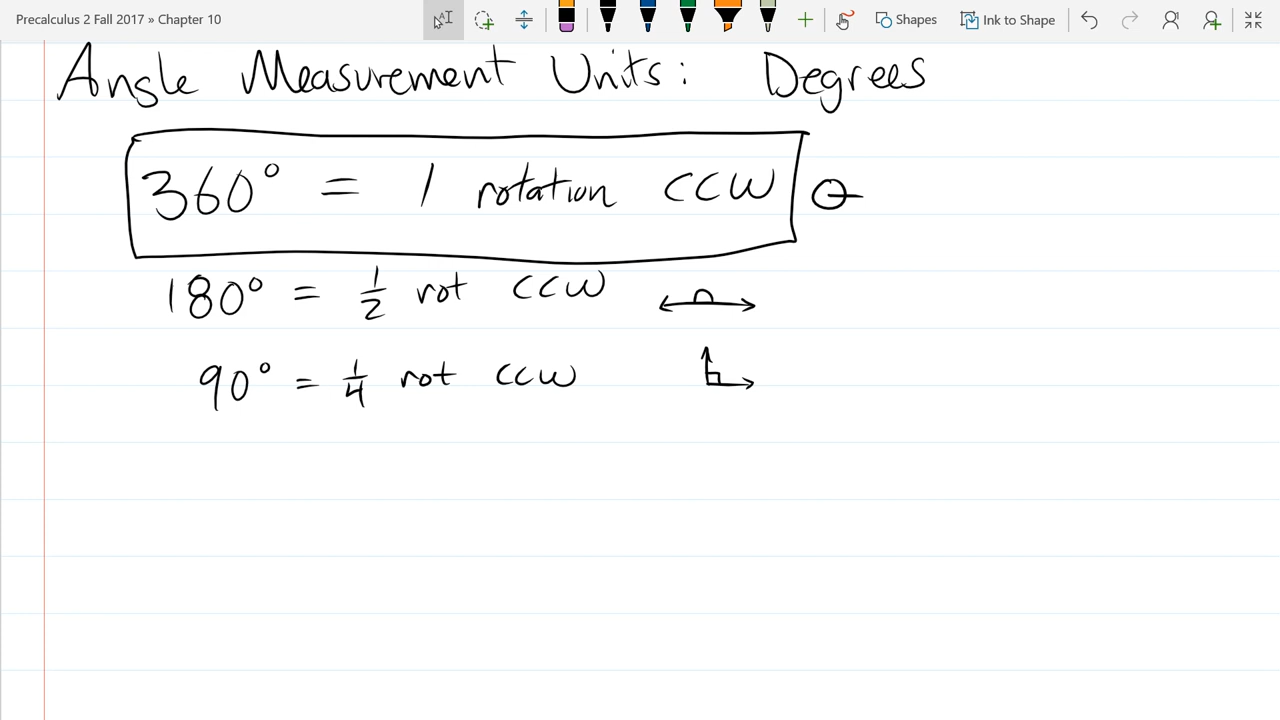 Precalculus 2 Fall 2017 » Chapter 10
Shapes
Ink to Shape
Angle Measurement Units: Degrees
360° = 1 rotation CCW
180° = 1/2 rot CCW
90° = 1/4 rot CCW